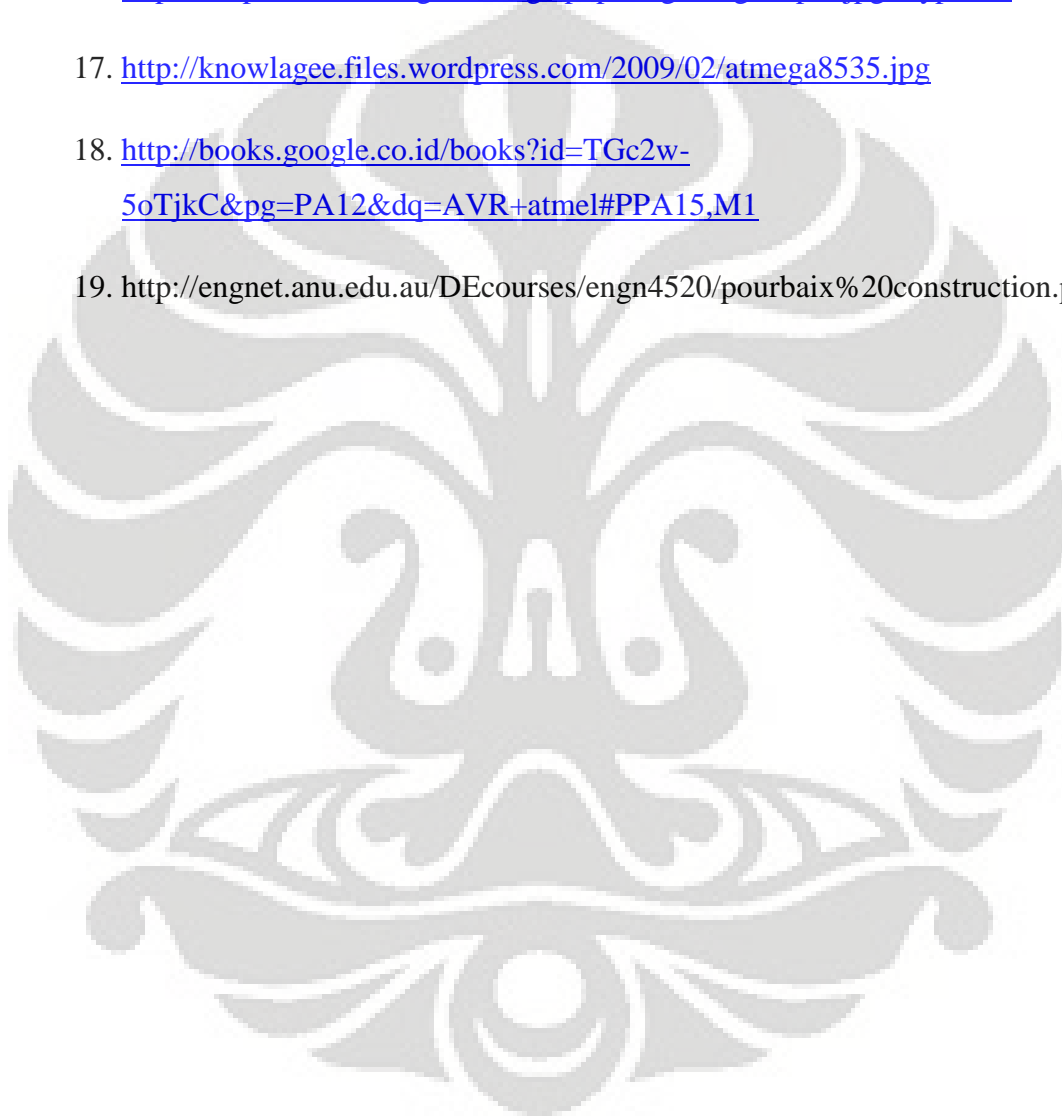 17. http://knowlagee.files.wordpress.com/2009/02/atmega8535.jpg
18. http://books.google.co.id/books?id=TGc2w-
5oTjkC&pg=PA12&dq=AVR+atmel#PPA15,M1
19. http://engnet.anu.edu.au/DEcourses/engn4520/pourbaix%20construction.